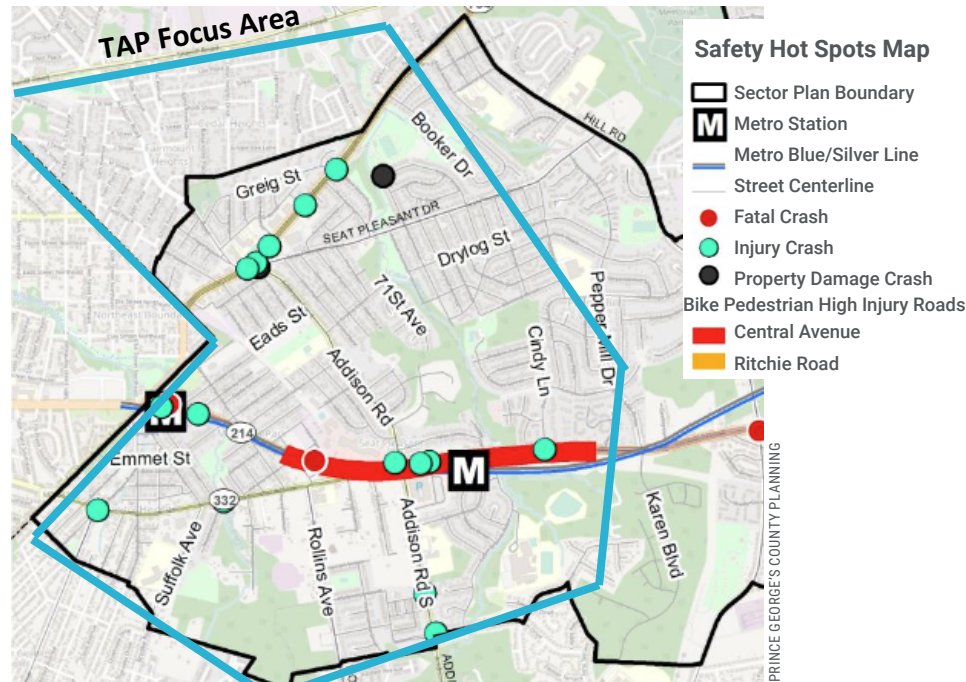 TAP Focus Area
Booker Dr
HILL RD
Greig St
SEAT PLEASANT DR
Drylog St
71St Ave
Eads St
Addison Rd
Pepper Mill Dr
Cindy Ln
M
214
Emmet St
M
332
Suffolk Ave
Rollins Ave
Addison Rd S
Karen Blvd
Safety Hot Spots Map
Sector Plan Boundary
M Metro Station
Metro Blue/Silver Line
Street Centerline
Fatal Crash
Injury Crash
Property Damage Crash
Bike Pedestrian High Injury Roads
Central Avenue
Ritchie Road
PRINCE GEORGE'S COUNTY PLANNING